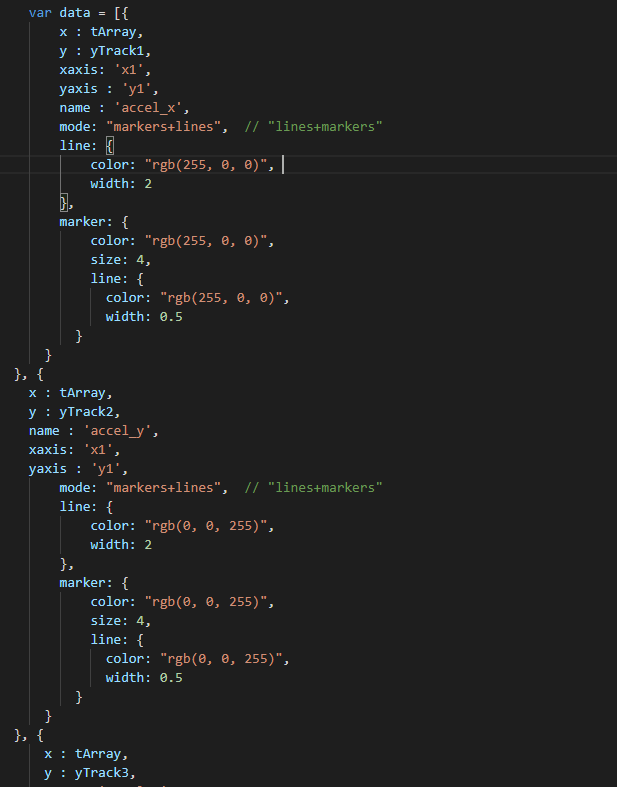 var data = [{
x : tArray,
y : yTrack1,
xaxis: 'x1',
yaxis : 'y1',
name : 'accel_x',
mode: "markers+lines",  // "lines+markers"
line: {
color: "rgb(255, 0, 0)",
width: 2
},
marker: {
color: "rgb(255, 0, 0)",
size: 4,
line: {
color: "rgb(255, 0, 0)",
width: 0.5
}
}
}, {
x : tArray,
y : yTrack2,
name : 'accel_y',
xaxis: 'x1',
yaxis : 'y1',
mode: "markers+lines",  // "lines+markers"
line: {
color: "rgb(0, 0, 255)",
width: 2
},
marker: {
color: "rgb(0, 0, 255)",
size: 4,
line: {
color: "rgb(0, 0, 255)",
width: 0.5
}
}
}, {
x : tArray,
y : yTrack3,